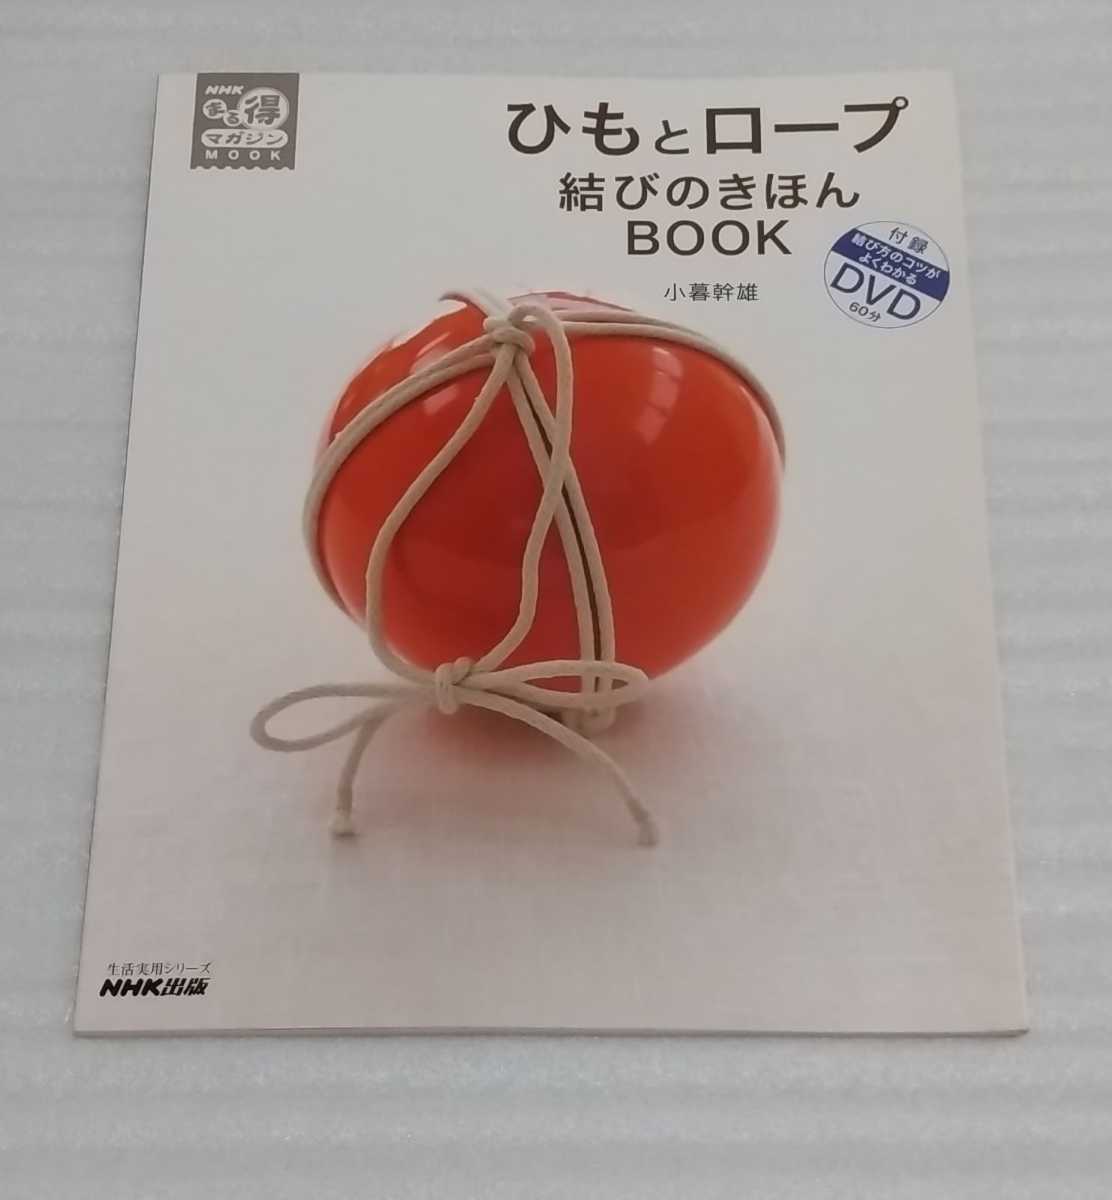 NHK
まる得
マガジン
MOOK
ひもとロープ
結びのきほん
BOOK
小暮幹雄
付録
結び方のコツが
よくわかる
DVD
60分
生活実用シリーズ
NHK出版